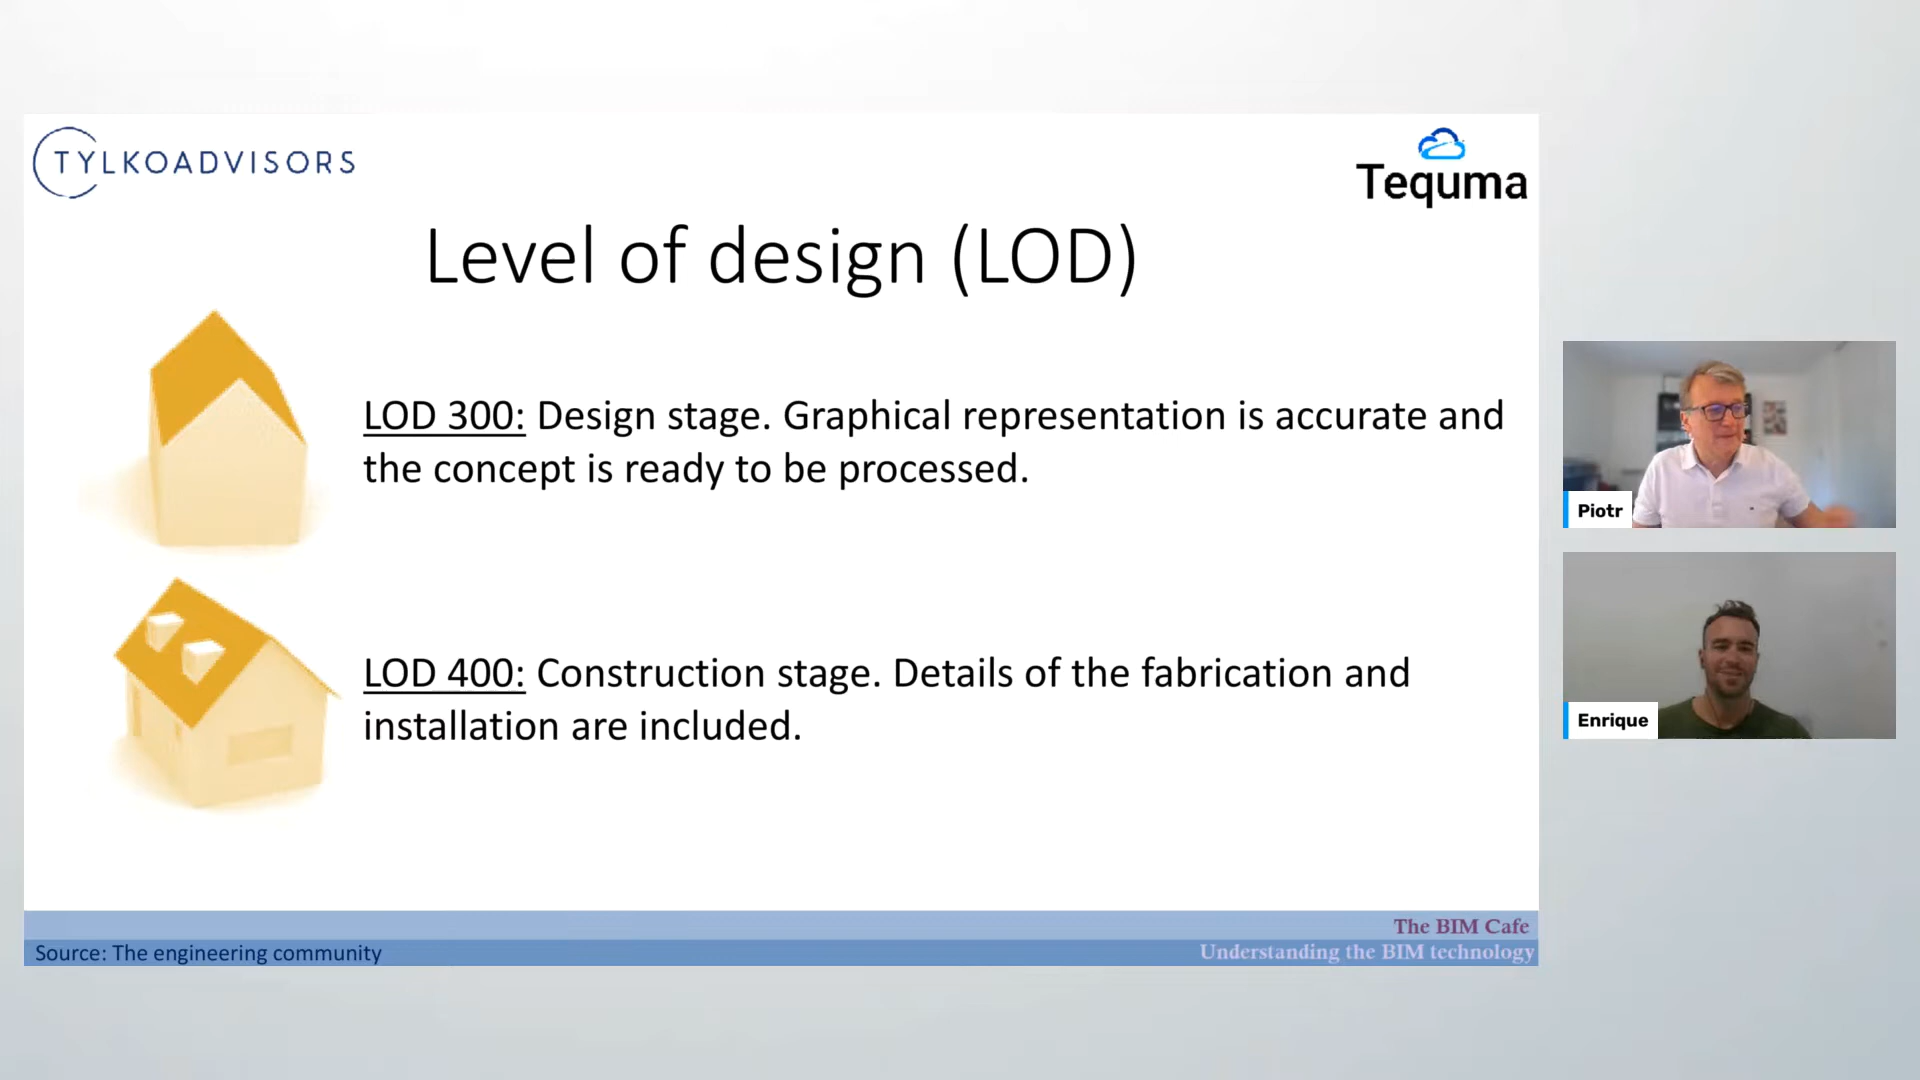 TYLKOADVISORS
Tequma
Level of design (LOD)
LOD 300: Design stage. Graphical representation is accurate and
the concept is ready to be processed.
LOD 400: Construction stage. Details of the fabrication and
installation are included.
Piotr
Enrique
The BIM Cafe
Source: The engineering community
Understanding the BIM technology